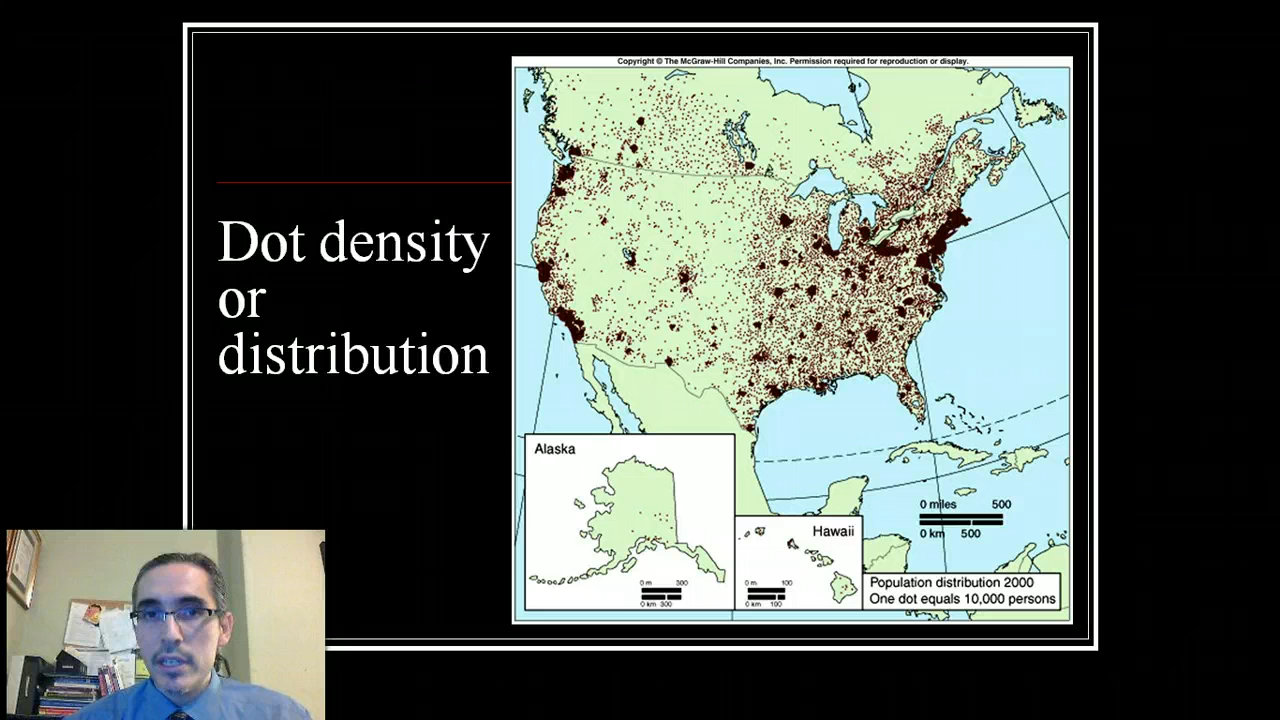 Copyright © The McGraw-Hill Companies, Inc. Permission required for reproduction or display.
Dot density
or
distribution
Alaska
0 m 300
0 km 300
Hawaii
0 m 100
0 km 100
0 miles 500
0 km 500
Population distribution 2000
One dot equals 10,000 persons